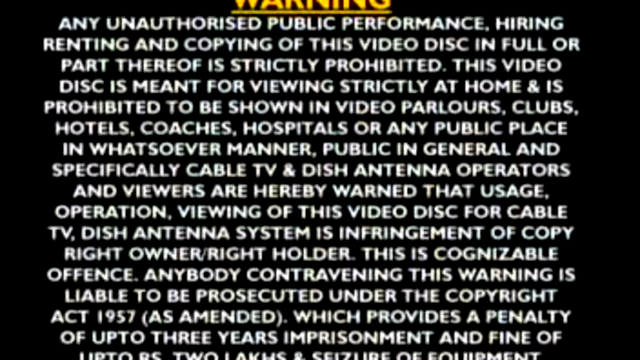 WARNING
ANY UNAUTHORISED PUBLIC PERFORMANCE, HIRING
RENTING AND COPYING OF THIS VIDEO DISC IN FULL OR
PART THEREOF IS STRICTLY PROHIBITED. THIS VIDEO
DISC IS MEANT FOR VIEWING STRICTLY AT HOME & IS
PROHIBITED TO BE SHOWN IN VIDEO PARLOURS, CLUBS,
HOTELS, COACHES, HOSPITALS OR ANY PUBLIC PLACE
IN WHATSOEVER MANNER, PUBLIC IN GENERAL AND
SPECIFICALLY CABLE TV & DISH ANTENNA OPERATORS
AND VIEWERS ARE HEREBY WARNED THAT USAGE,
OPERATION, VIEWING OF THIS VIDEO DISC FOR CABLE
TV, DISH ANTENNA SYSTEM IS INFRINGEMENT OF COPY
RIGHT OWNER/RIGHT HOLDER. THIS IS COGNIZABLE
OFFENCE. ANYBODY CONTRAVENING THIS WARNING IS
LIABLE TO BE PROSECUTED UNDER THE COPYRIGHT
ACT 1957 (AS AMENDED). WHICH PROVIDES A PENALTY
OF UPTO THREE YEARS IMPRISONMENT AND FINE OF
UPTO RS. TWO LAKHS & SEIZURE OF EQUIPMENT